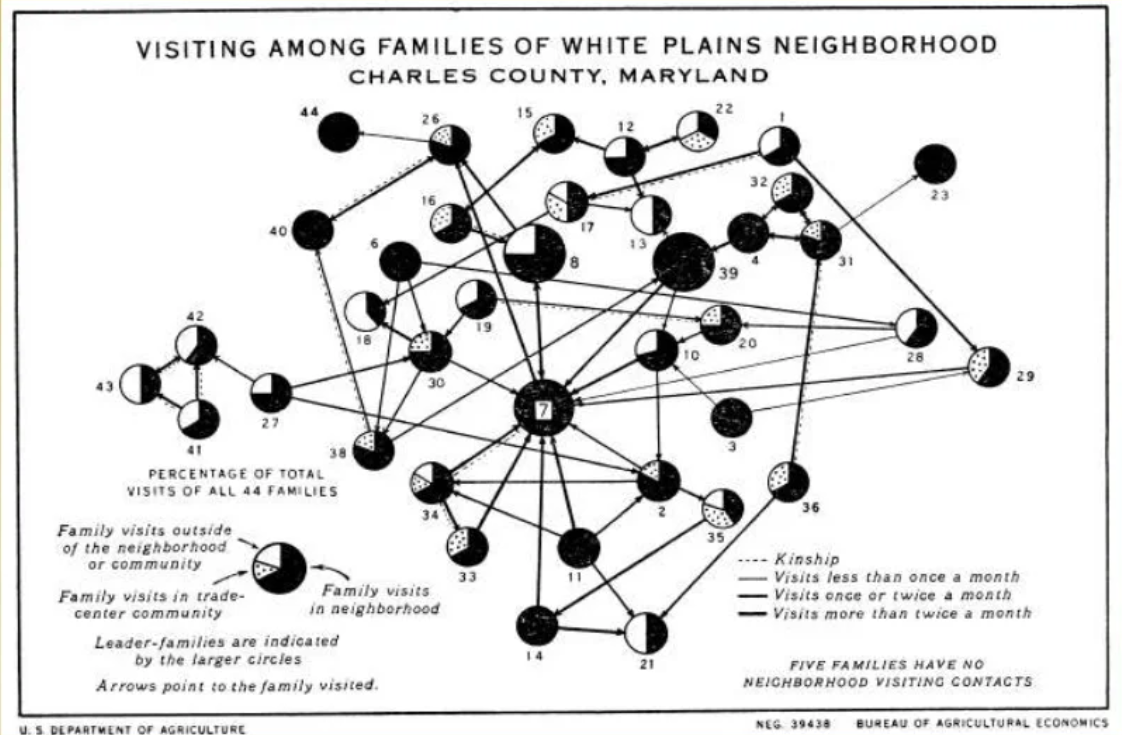 VISITING AMONG FAMILIES OF WHITE PLAINS NEIGHBORHOOD
CHARLES COUNTY, MARYLAND
44
26
15
12
22
1
32
23
16
17
13
40
6
8
39
4
31
42
18
19
20
28
43
30
10
29
27
7
3
41
38
PERCENTAGE OF TOTAL
VISITS OF ALL 44 FAMILIES
34
2
36
35
Family visits outside
of the neighborhood
or community
33
11
Family visits in trade-
center community
Family visits
in neighborhood
---- Kinship
Visits less than once a month
Visits once or twice a month
Visits more than twice a month
14
21
Leader-families are indicated
by the larger circles
Arrows point to the family visited.
FIVE FAMILIES HAVE NO
NEIGHBORHOOD VISITING CONTACTS
U. S. DEPARTMENT OF AGRICULTURE
NEG. 39438 BUREAU OF AGRICULTURAL ECONOMICS